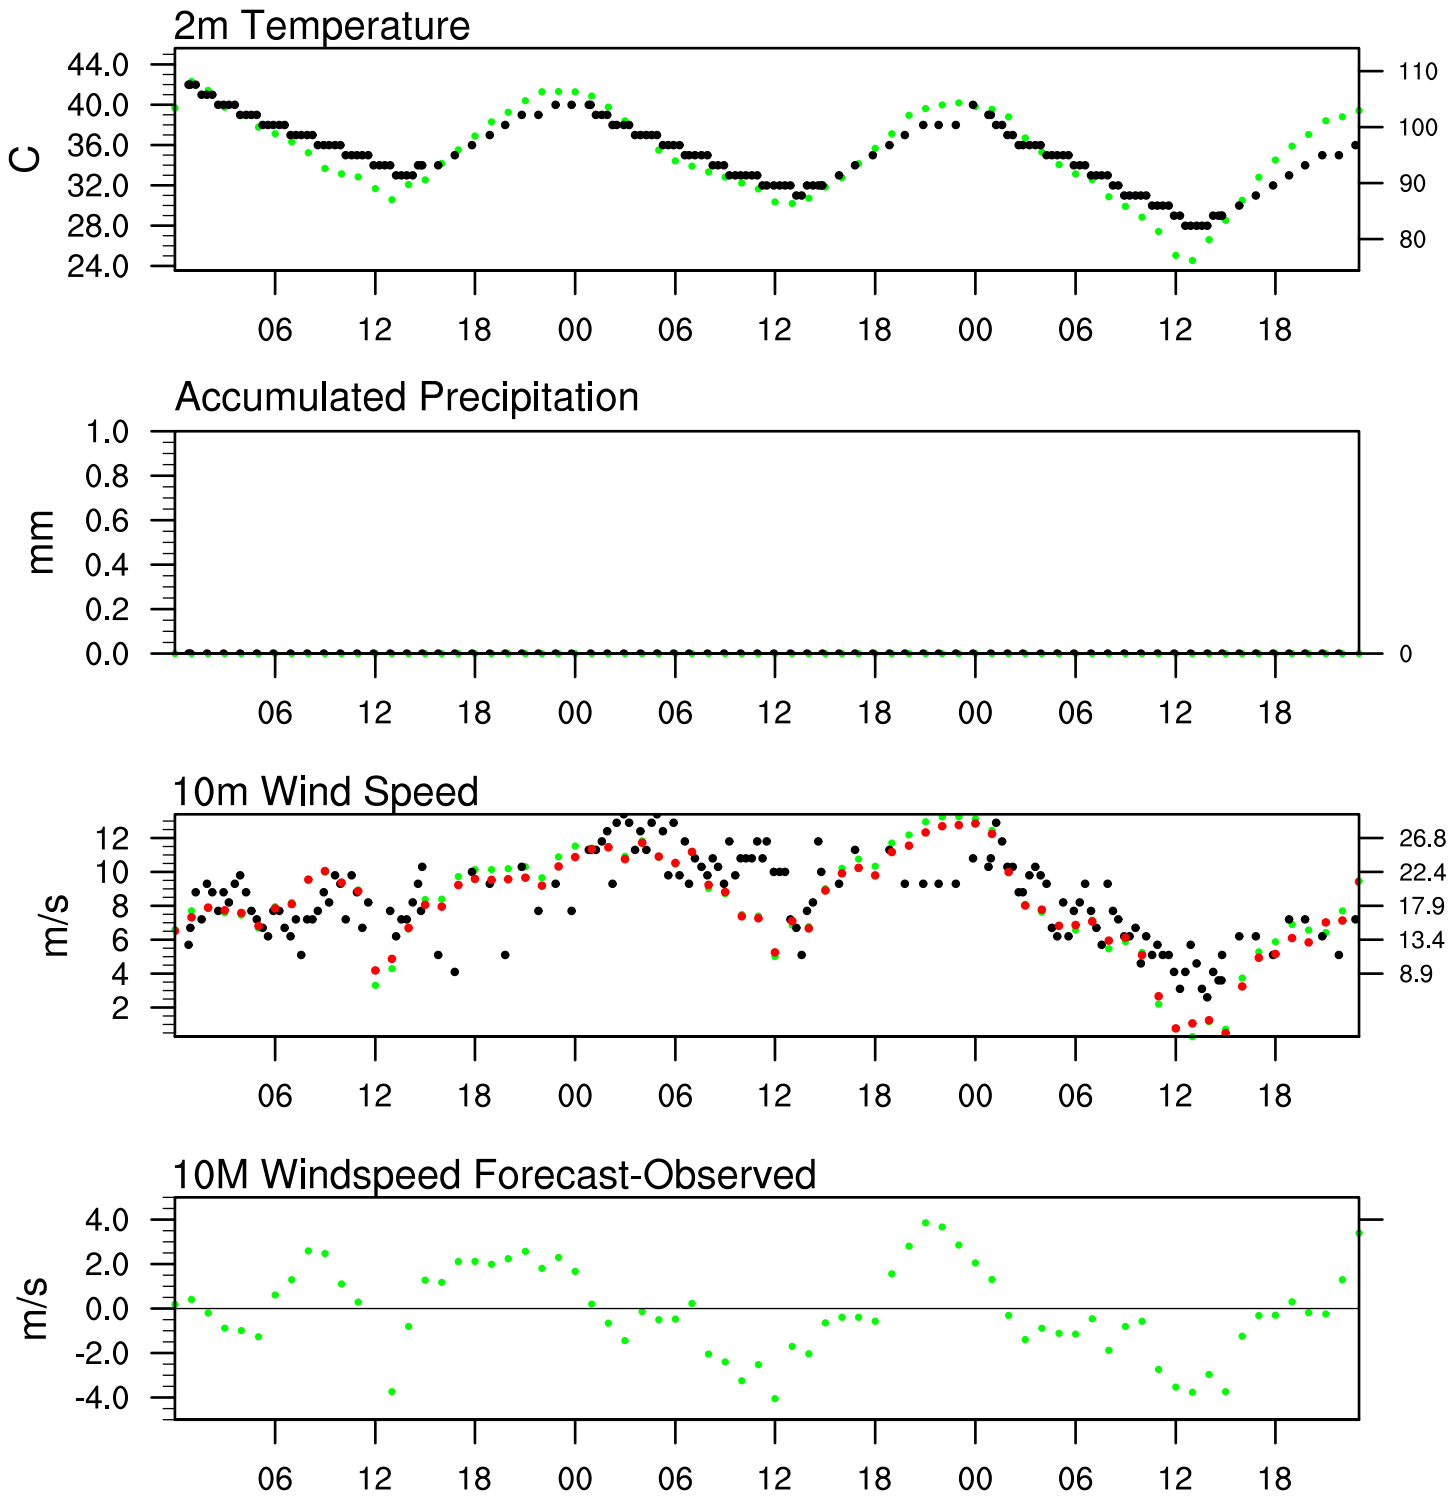 2m Temperature
44.0
40.0
36.0
32.0
28.0
24.0
C
110
100
90
80
06 12 18 00 06 12 18 00 06 12 18
Accumulated Precipitation
1.0
0.8
0.6
0.4
0.2
0.0
mm
0
06 12 18 00 06 12 18 00 06 12 18
10m Wind Speed
12
10
8
6
4
2
m/s
26.8
22.4
17.9
13.4
8.9
06 12 18 00 06 12 18 00 06 12 18
10M Windspeed Forecast-Observed
4.0
2.0
0.0
-2.0
-4.0
m/s
06 12 18 00 06 12 18 00 06 12 18